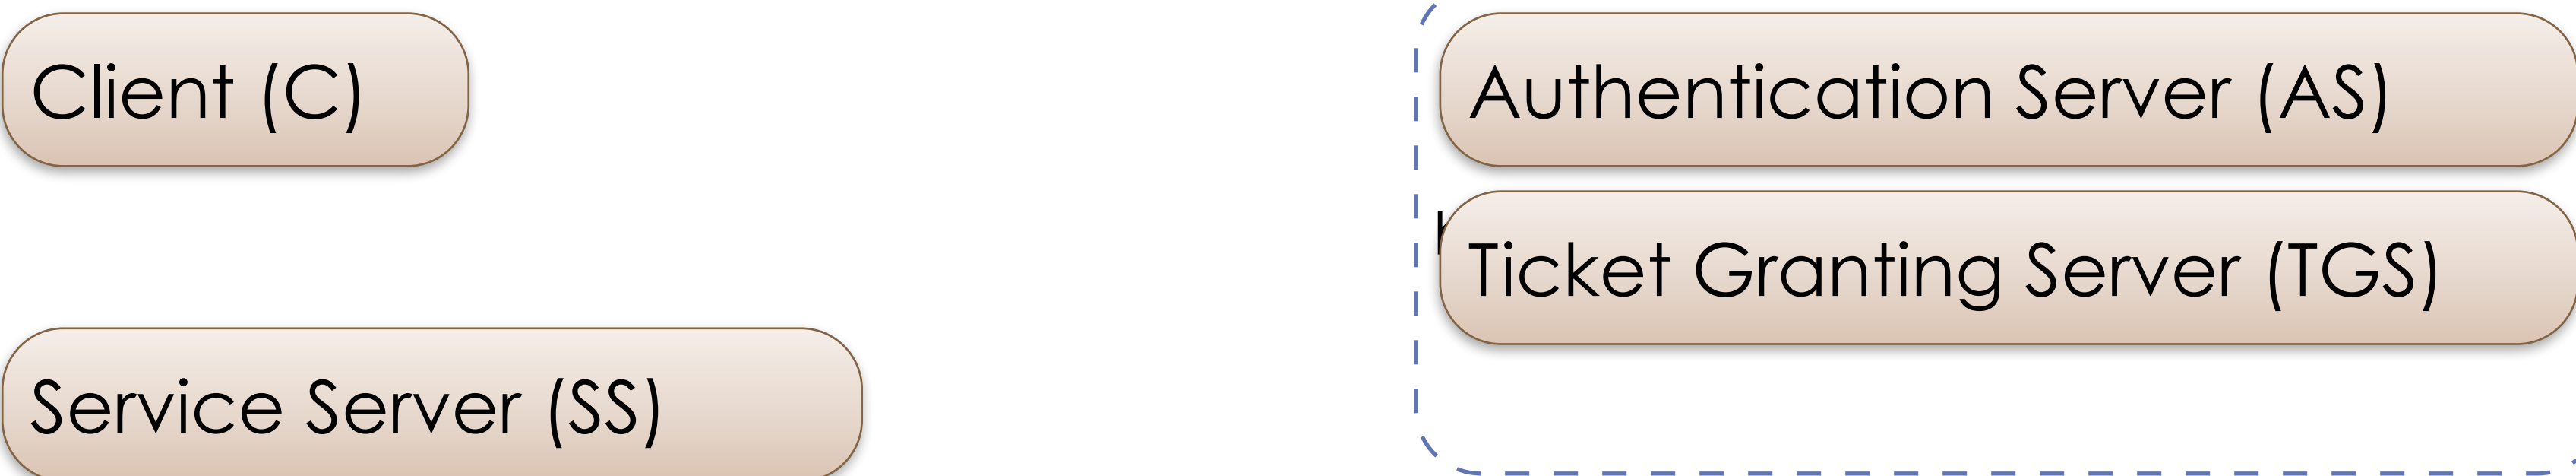 Client (C)
Authentication Server (AS)
Ticket Granting Server (TGS)
Service Server (SS)